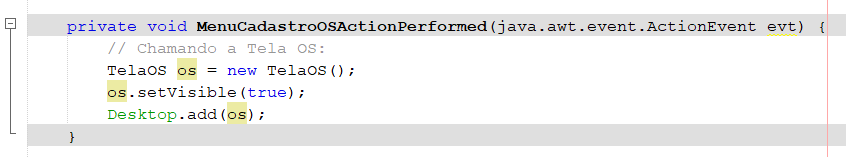 private void MenuCadastroOSActionPerformed(java.awt.event.ActionEvent evt) {
// Chamando a Tela OS:
TelaOS os = new TelaOS();
os.setVisible(true);
Desktop.add(os);
}